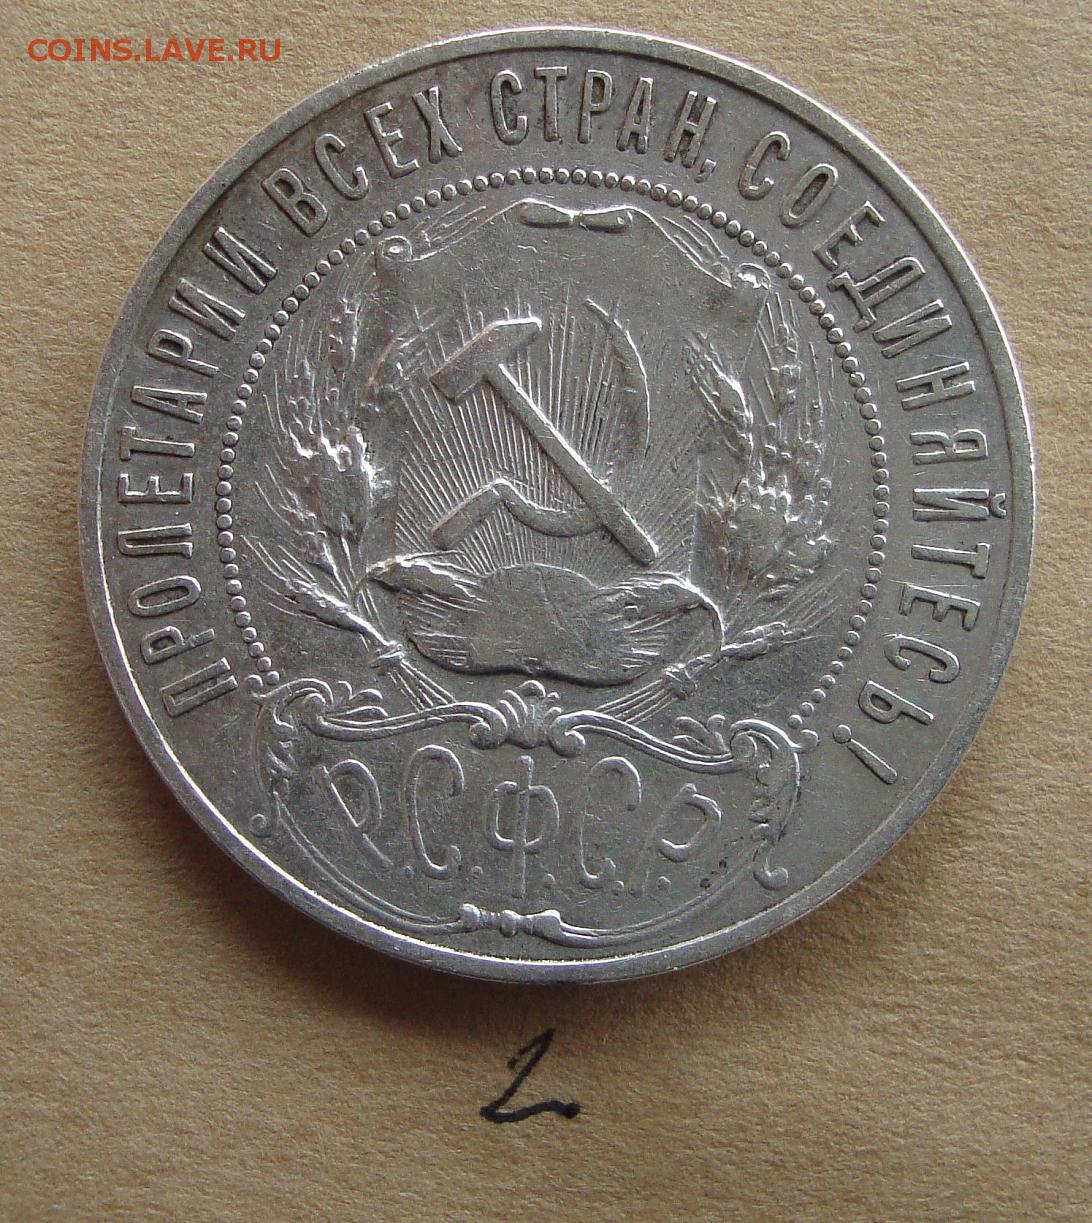 COINS.LAVE.RU
ПРОЛЕТАРИИ ВСЕХ СТРАН, СОЕДИНЯЙТЕСЬ!
Р.С.Ф.С.Р.
2.